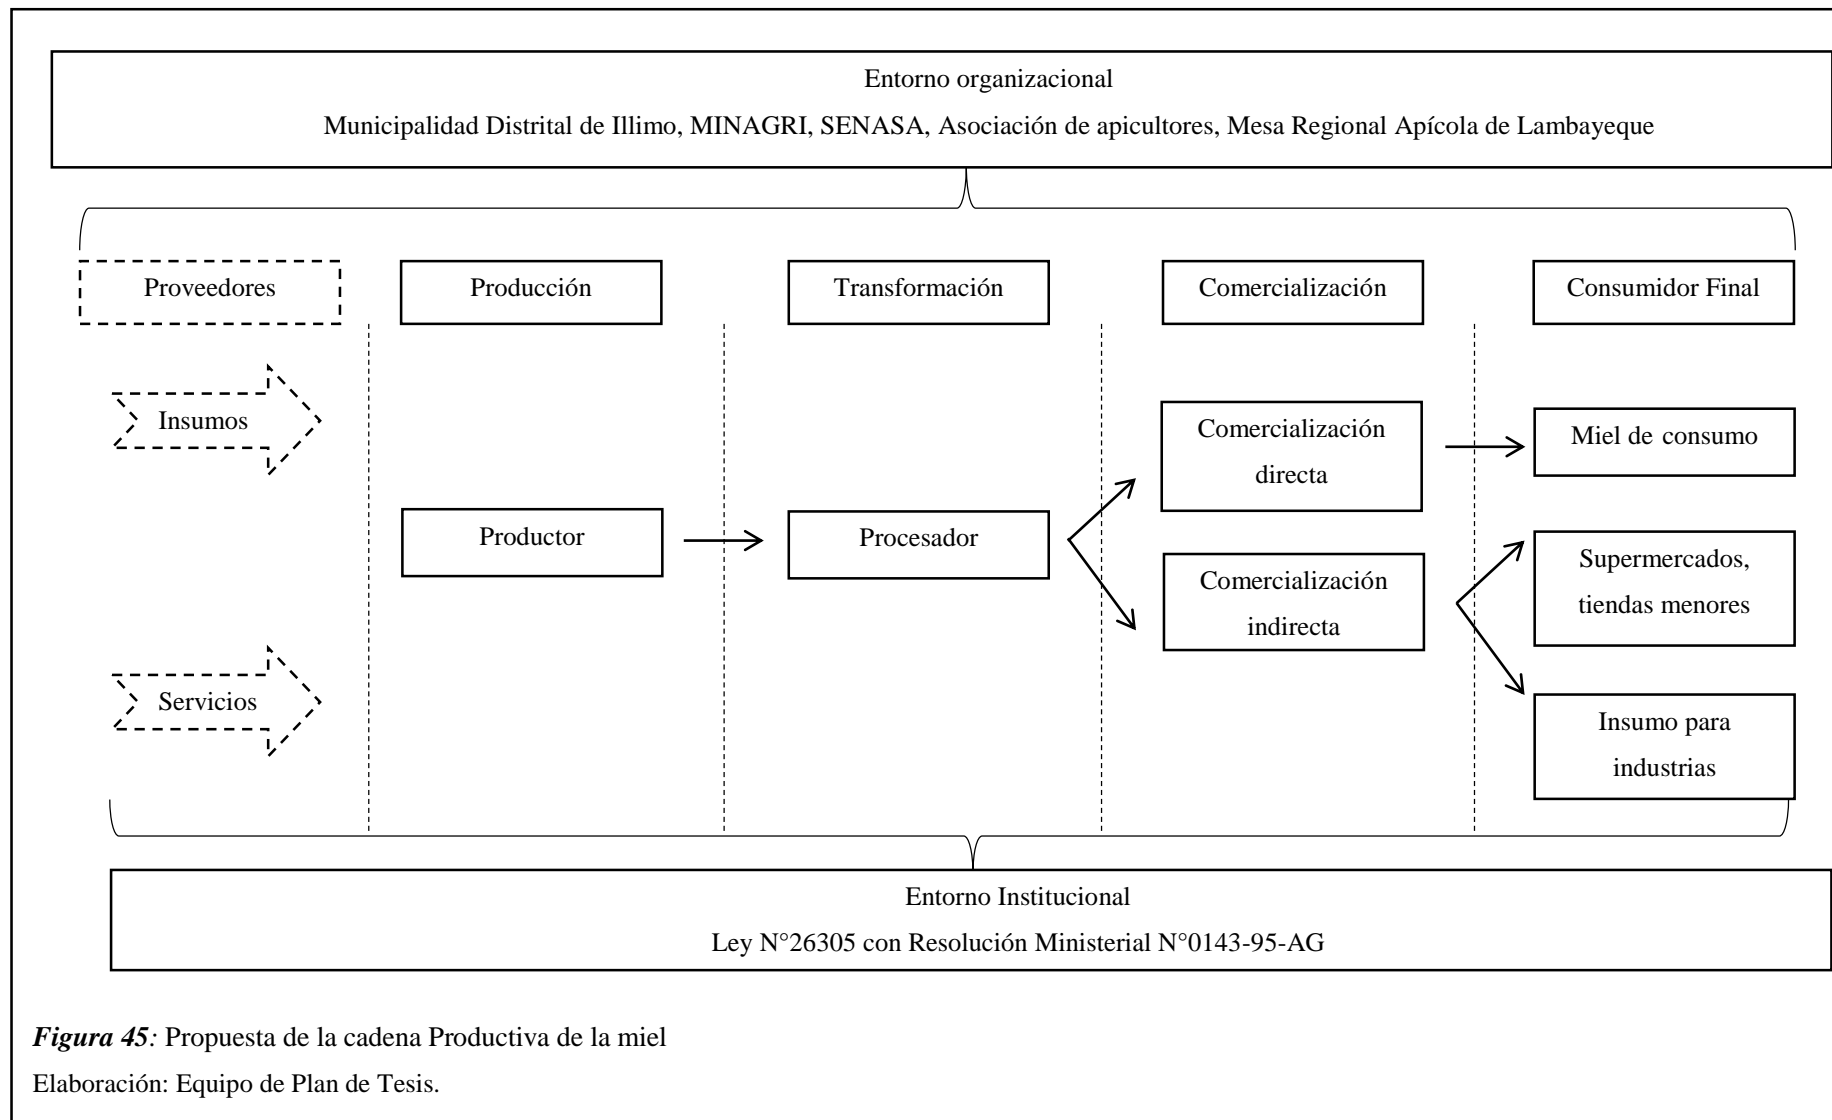 Entorno organizacional
Municipalidad Distrital de Illimo, MINAGRI, SENASA, Asociación de apicultores, Mesa Regional Apícola de Lambayeque
Proveedores
Producción
Transformación
Comercialización
Consumidor Final
Insumos
Servicios
Productor
Procesador
Comercialización
directa
Comercialización
indirecta
Miel de consumo
Supermercados,
tiendas menores
Insumo para
industrias
Entorno Institucional
Ley N°26305 con Resolución Ministerial N°0143-95-AG
Figura 45: Propuesta de la cadena Productiva de la miel
Elaboración: Equipo de Plan de Tesis.